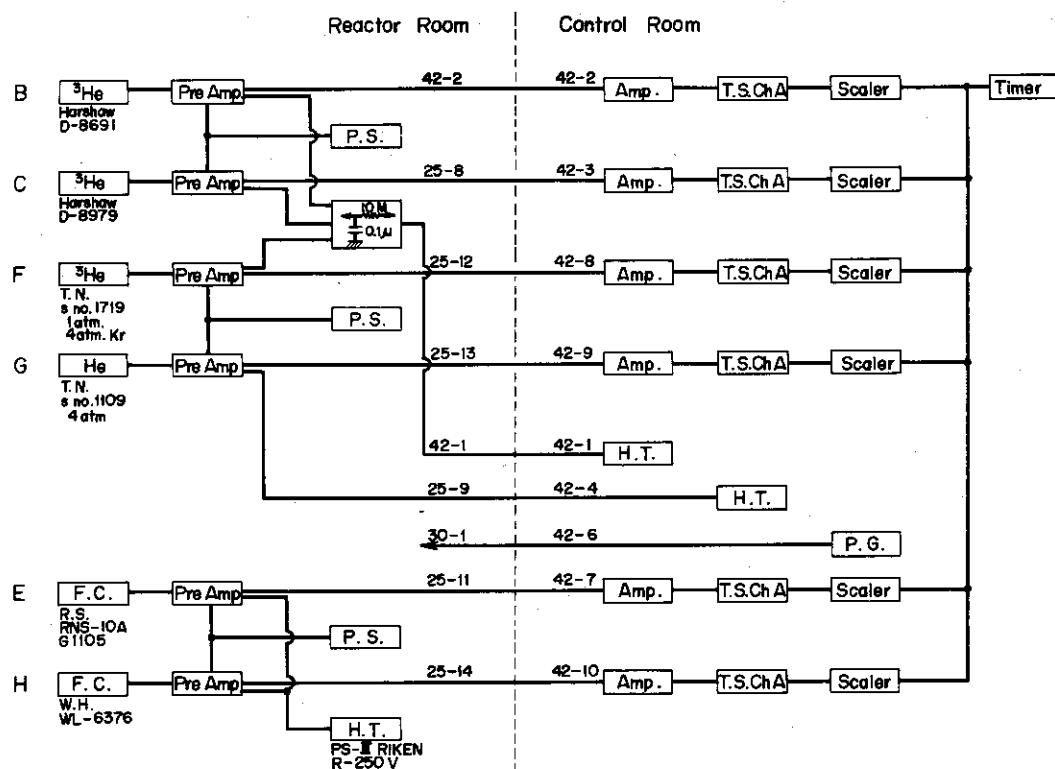 Reactor Room Control Room
B ³He Pre Amp. 42-2 42-2 Amp. T.S.Ch A Scaler Timer
Harshaw
D-8691
P.S.
C ³He Pre Amp 25-8 42-3 Amp. T.S.Ch A Scaler
Harshaw
D-8979
10M
0.1μ
F ³He Pre Amp 25-12 42-8 Amp. T.S.Ch A Scaler
T.N.
s no.1719
1atm.
4atm. Kr
P.S.
G He Pre Amp 25-13 42-9 Amp. T.S.Ch A Scaler
T.N.
s no.1109
4atm
42-1 42-1 H.T.
25-9 42-4 H.T.
30-1 42-6 P.G.
E F.C. Pre Amp 25-11 42-7 Amp. T.S.Ch A Scaler
R.S.
RNS-10A
G1105
P.S.
H F.C. Pre Amp 25-14 42-10 Amp. T.S.Ch A Scaler
W.H.
WL-6376
H.T.
PS-Ⅲ RIKEN
R-250V